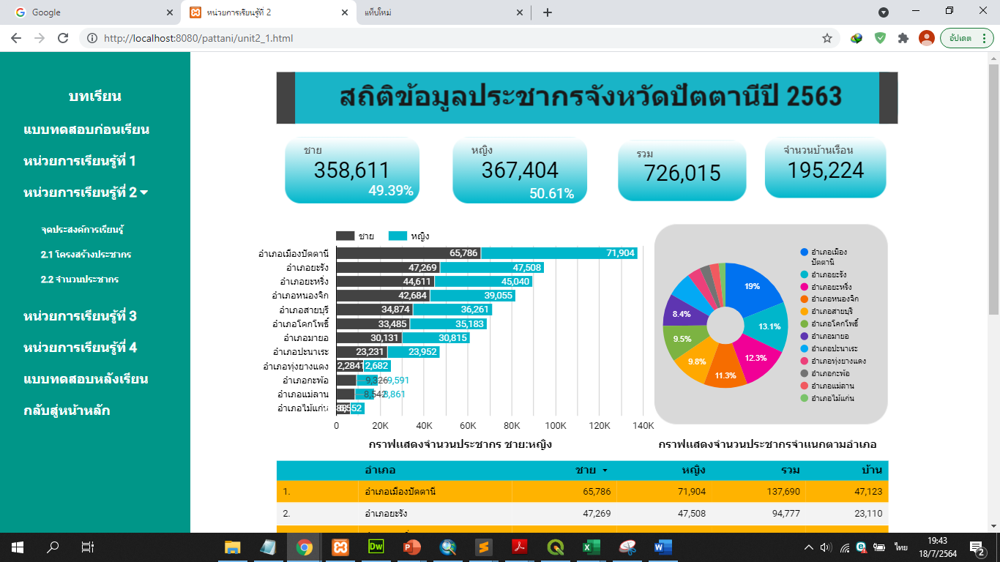 Google
หน่วยการเรียนรู้ที่ 2
แท็บใหม่
http://localhost:8080/pattani/unit2_1.html
อัปเดต
บทเรียน
แบบทดสอบก่อนเรียน
หน่วยการเรียนรู้ที่ 1
หน่วยการเรียนรู้ที่ 2
จุดประสงค์การเรียนรู้
2.1 โครงสร้างประชากร
2.2 จำนวนประชากร
หน่วยการเรียนรู้ที่ 3
หน่วยการเรียนรู้ที่ 4
แบบทดสอบหลังเรียน
กลับสู่หน้าหลัก
สถิติข้อมูลประชากรจังหวัดปัตตานีปี 2563
ชาย
358,611
49.39%
หญิง
367,404
50.61%
รวม
726,015
จำนวนบ้านเรือน
195,224
ชาย หญิง
อำเภอเมืองปัตตานี 65,786 71,904
อำเภอยะรัง 47,269 47,508
อำเภอยะหริ่ง 44,611 45,040
อำเภอหนองจิก 42,684 39,055
อำเภอสายบุรี 34,874 36,261
อำเภอโคกโพธิ์ 33,485 35,183
อำเภอมายอ 30,131 30,815
อำเภอปะนาเระ 23,231 23,952
อำเภอทุ่งยางแดง 12,682
อำเภอกะพ้อ 9,326 9,591
อำเภอแม่ลาน 8,542 8,861
อำเภอไม้แก่น
0 20K 40K 60K 80K 100K 120K 140K
กราฟแสดงจำนวนประชากร ชาย:หญิง
19%
13.1%
12.3%
11.3%
9.8%
9.5%
8.4%
อำเภอเมือง
ปัตตานี
อำเภอยะรัง
อำเภอยะหริ่ง
อำเภอหนองจิก
อำเภอสายบุรี
อำเภอโคกโพธิ์
อำเภอมายอ
อำเภอปะนาเระ
อำเภอทุ่งยางแดง
อำเภอกะพ้อ
อำเภอแม่ลาน
อำเภอไม้แก่น
กราฟแสดงจำนวนประชากรจำแนกตามอำเภอ
อำเภอ ชาย หญิง รวม บ้าน
1. อำเภอเมืองปัตตานี 65,786 71,904 137,690 47,123
2. อำเภอยะรัง 47,269 47,508 94,777 23,110
ไทย
19:43
18/7/2564
2